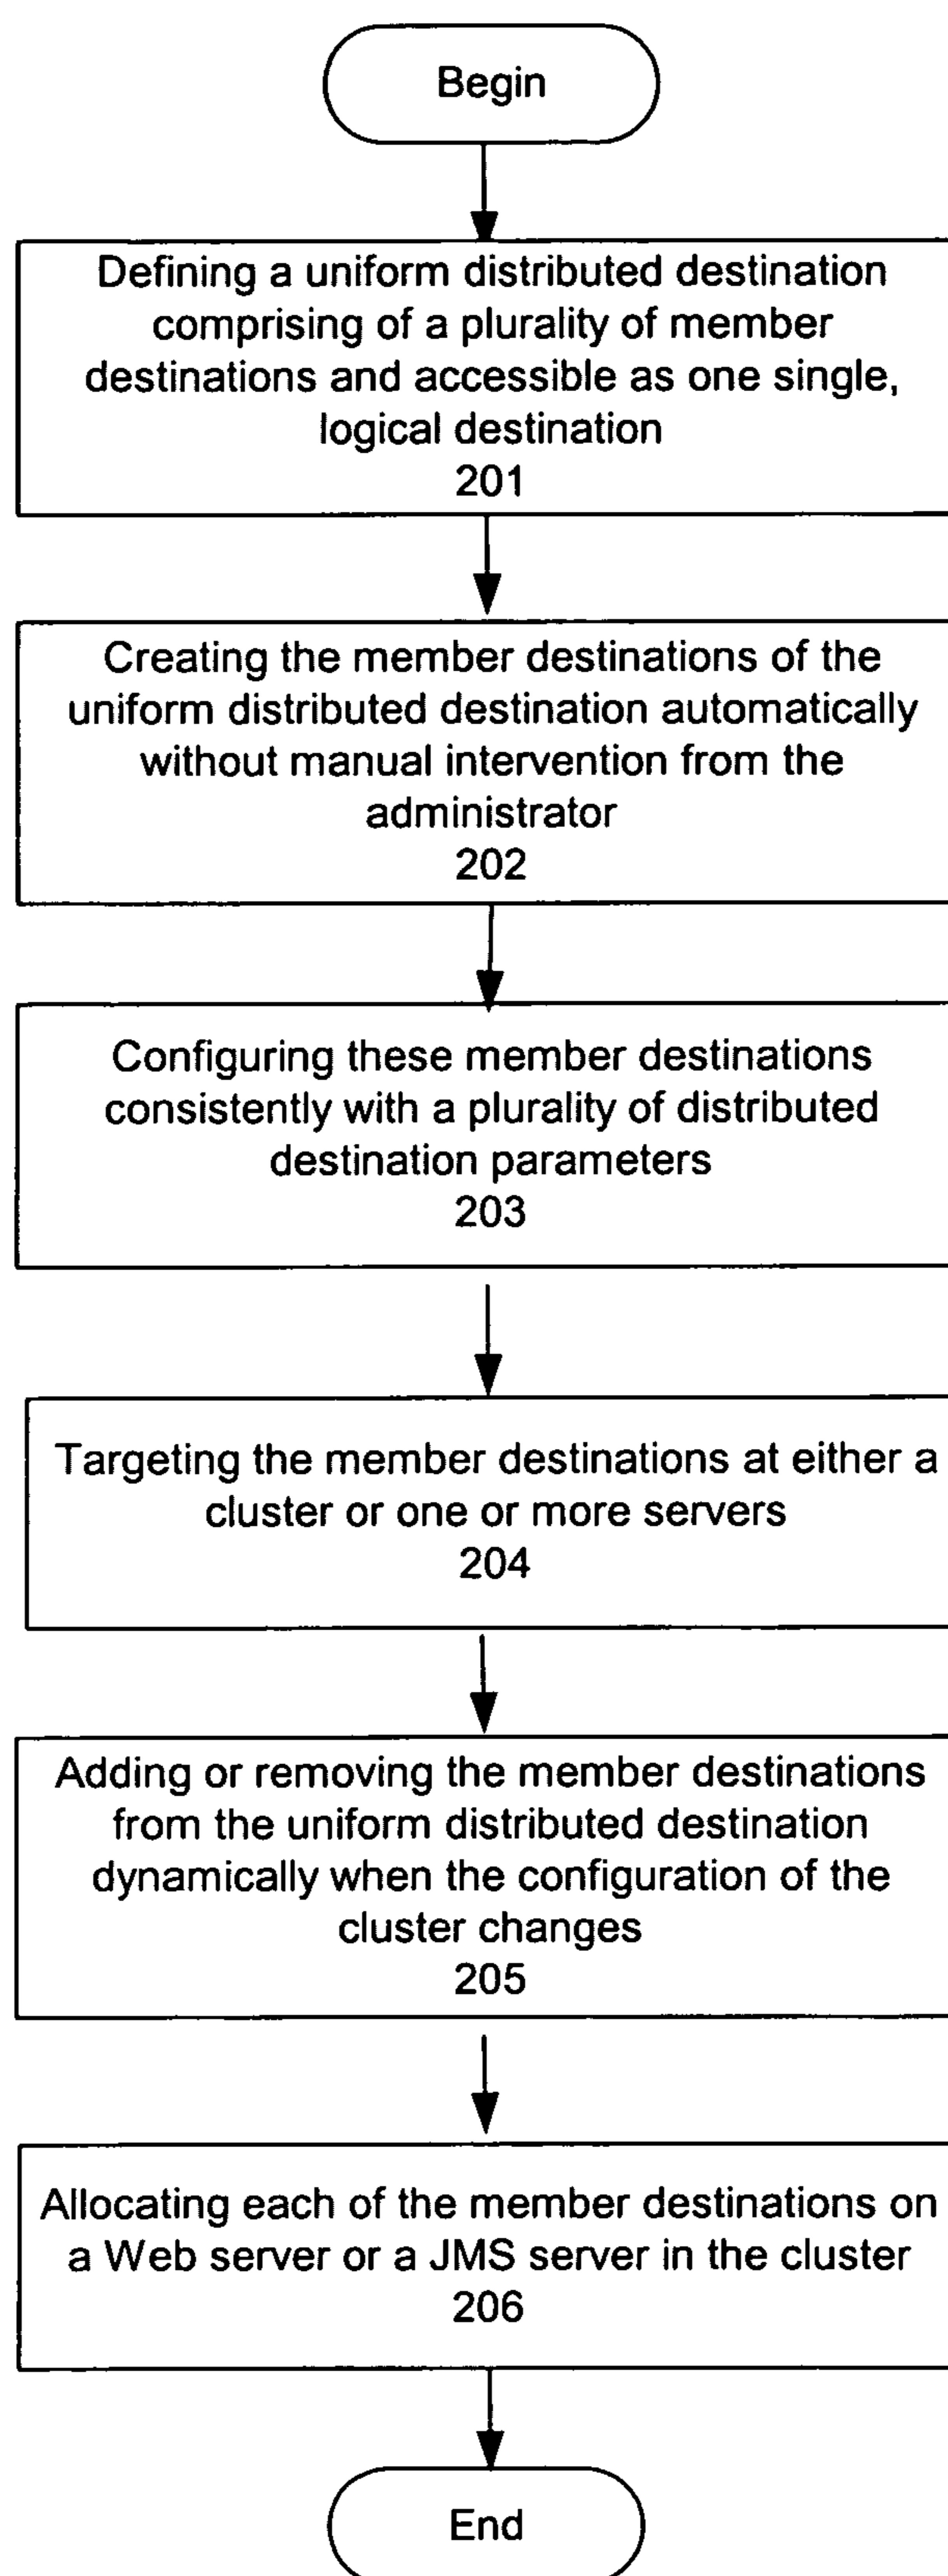 Begin
Defining a uniform distributed destination
comprising of a plurality of member
destinations and accessible as one single,
logical destination
201
Creating the member destinations of the
uniform distributed destination automatically
without manual intervention from the
administrator
202
Configuring these member destinations
consistently with a plurality of distributed
destination parameters
203
Targeting the member destinations at either a
cluster or one or more servers
204
Adding or removing the member destinations
from the uniform distributed destination
dynamically when the configuration of the
cluster changes
205
Allocating each of the member destinations on
a Web server or a JMS server in the cluster
206
End